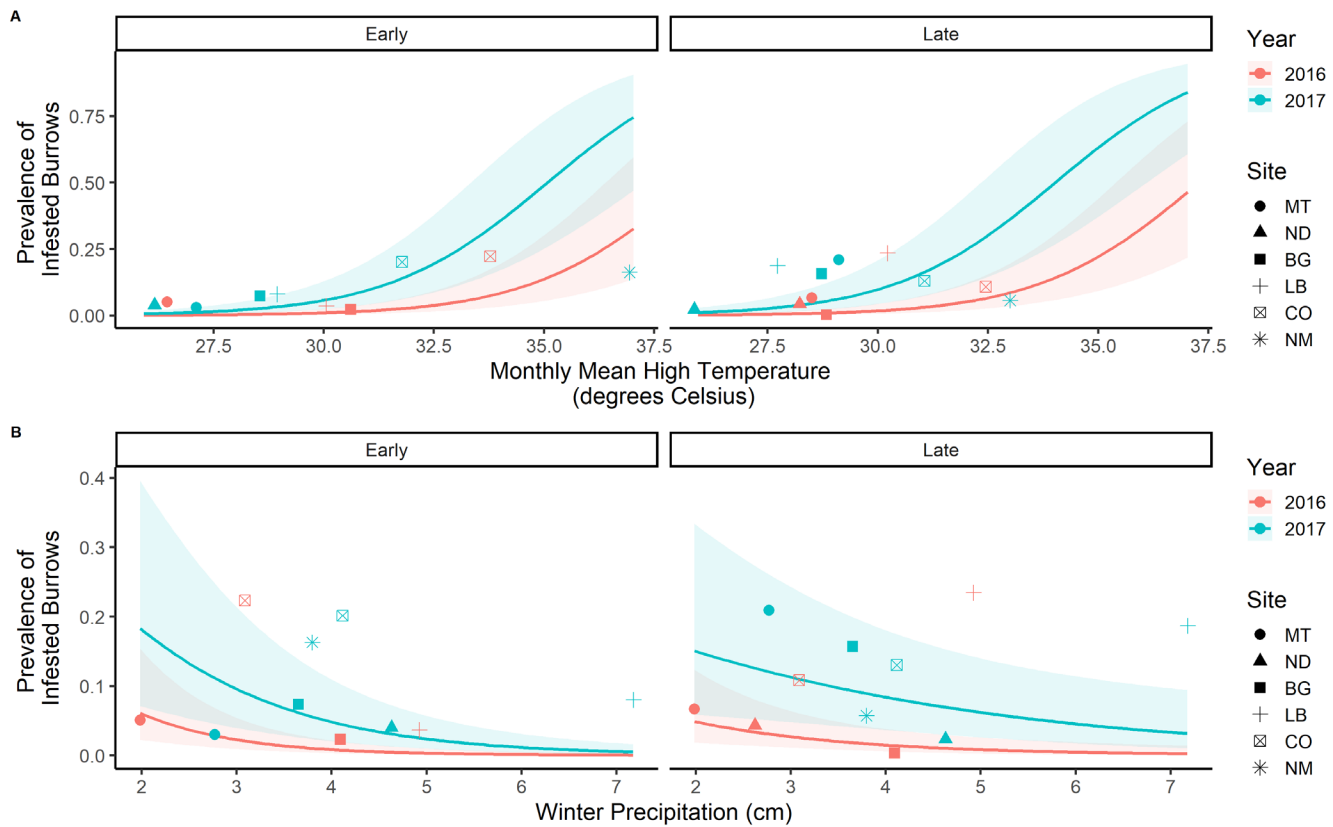 A
Early
Late
0.75
0.50
0.25
0.00
Prevalence of
Infested Burrows
27.5
30.0
32.5
35.0
37.5
27.5
30.0
32.5
35.0
37.5
Monthly Mean High Temperature
(degrees Celsius)
Year
2016
2017
Site
MT
ND
BG
LB
CO
NM
B
Early
Late
0.4
0.3
0.2
0.1
0.0
Prevalence of
Infested Burrows
2
3
4
5
6
7
2
3
4
5
6
7
Winter Precipitation (cm)
Year
2016
2017
Site
MT
ND
BG
LB
CO
NM